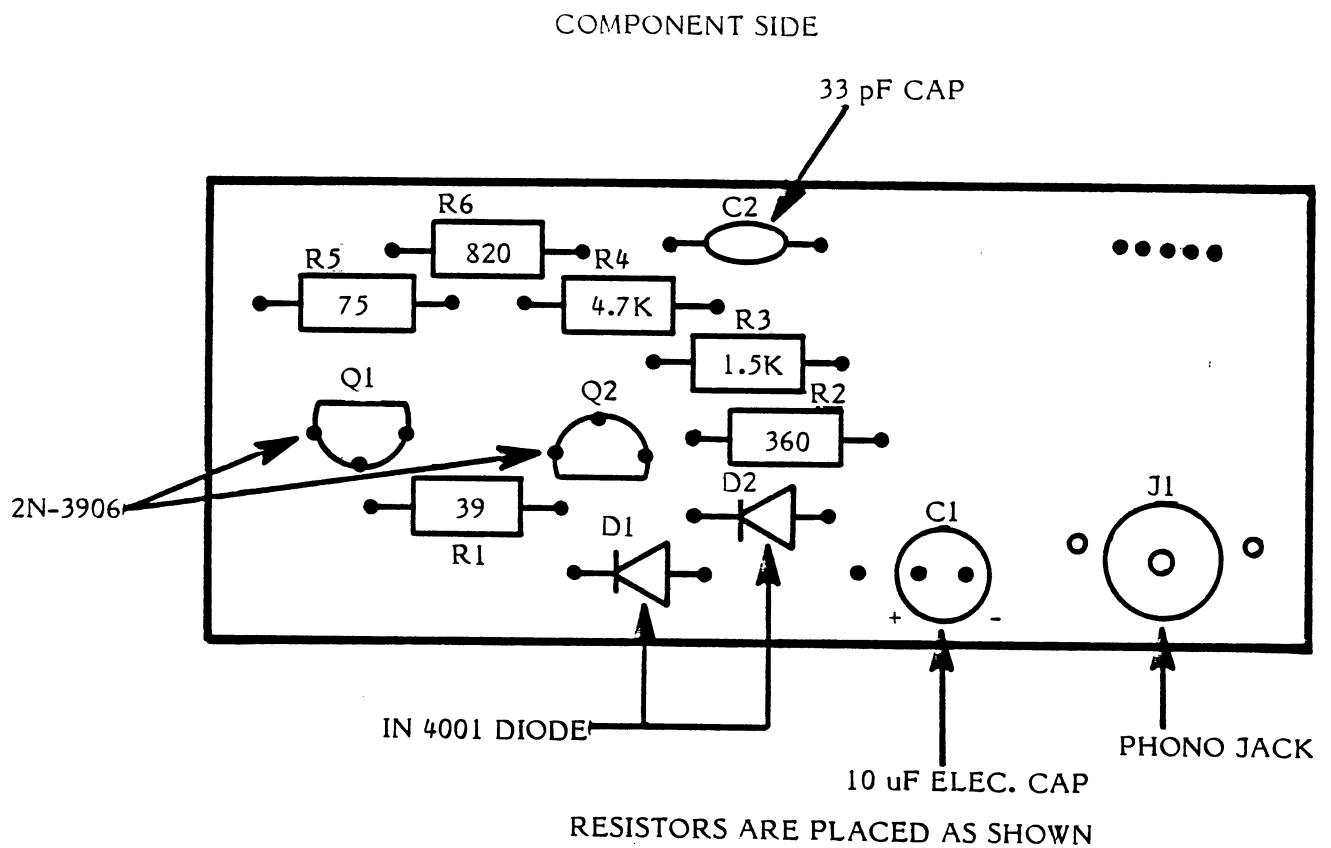 COMPONENT SIDE
33 pF CAP
R6
C2
820
R5
R4
75
4.7K
R3
1.5K
Q1
Q2
R2
360
2N-3906
39
R1
D2
D1
C1
J1
+ -
IN 4001 DIODE
PHONO JACK
10 uF ELEC. CAP
RESISTORS ARE PLACED AS SHOWN